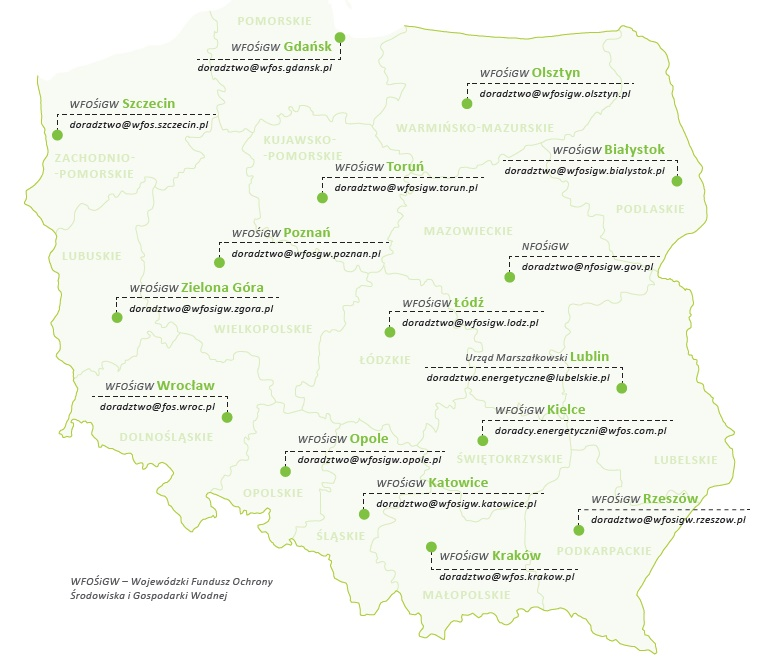 POMORSKIE
WFOŚiGW Gdańsk
doradztwo@wfos.gdansk.pl
WFOŚiGW Olsztyn
doradztwo@wfosigw.olsztyn.pl
WFOŚiGW Szczecin
doradztwo@wfos.szczecin.pl
WARMIŃSKO-MAZURSKIE
KUJAWSKO-
-POMORSKIE
WFOŚiGW Białystok
doradztwo@wfosigw.bialystok.pl
ZACHODNIO-
-POMORSKIE
WFOŚiGW Toruń
doradztwo@wfosigw.torun.pl
PODLASKIE
WFOŚiGW Poznań
doradztwo@wfosgw.poznan.pl
MAZOWIECKIE
NFOŚiGW
doradztwo@nfosigw.gov.pl
LUBUSKIE
WFOŚiGW Zielona Góra
doradztwo@wfosigw.zgora.pl
WFOŚiGW Łódź
doradztwo@wfosigw.lodz.pl
WIELKOPOLSKIE
ŁÓDZKIE
Urząd Marszałkowski Lublin
doradztwo.energetyczne@lubelskie.pl
WFOŚiGW Wrocław
doradztwo@fos.wroc.pl
WFOŚiGW Kielce
doradcy.energetyczni@wfos.com.pl
DOLNOŚLĄSKIE
WFOŚiGW Opole
doradztwo@wfosigw.opole.pl
ŚWIĘTOKRZYSKIE
LUBELSKIE
WFOŚiGW Katowice
doradztwo@wfosigw.katowice.pl
OPOLSKIE
WFOŚiGW Rzeszów
doradztwo@wfosigw.rzeszow.pl
ŚLĄSKIE
WFOŚiGW Kraków
doradztwo@wfos.krakow.pl
PODKARPACKIE
MAŁOPOLSKIE
WFOŚiGW – Wojewódzki Fundusz Ochrony
Środowiska i Gospodarki Wodnej